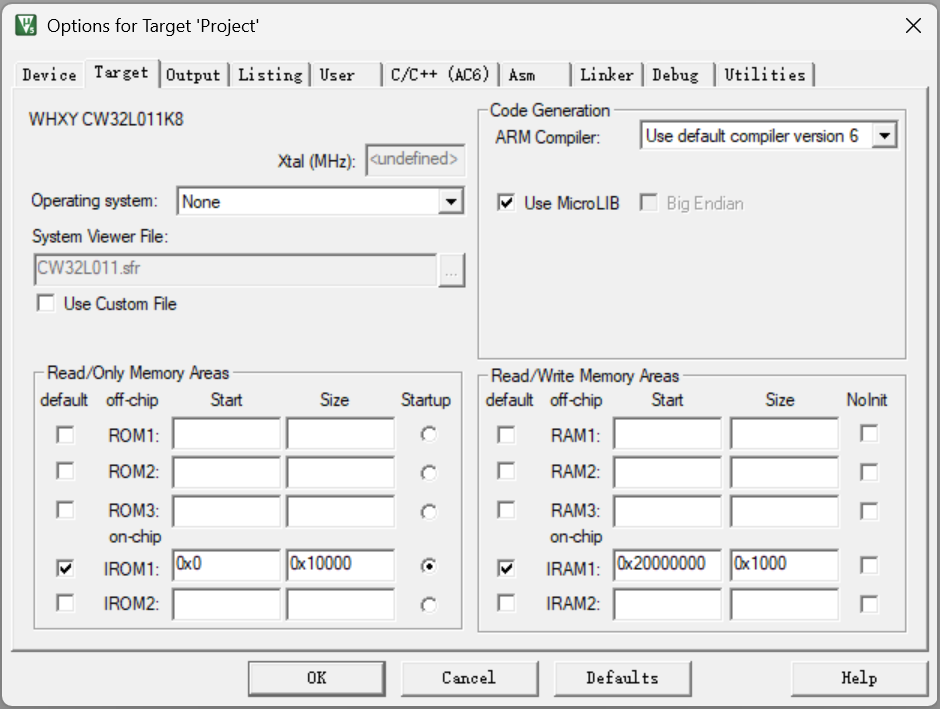 Options for Target 'Project'
Device Target Output Listing User C/C++ (AC6) Asm Linker Debug Utilities
WHXY CW32L011K8
Xtal (MHz): <undefined>
Operating system: None
System Viewer File:
CW32L011.sfr ...
Use Custom File
Code Generation
ARM Compiler: Use default compiler version 6
Use MicroLIB Big Endian
Read/Only Memory Areas
default off-chip Start Size Startup
ROM1:
ROM2:
ROM3:
on-chip
IROM1: 0x0 0x10000
IROM2:
Read/Write Memory Areas
default off-chip Start Size NoInit
RAM1:
RAM2:
RAM3:
on-chip
IRAM1: 0x20000000 0x1000
IRAM2:
OK Cancel Defaults Help